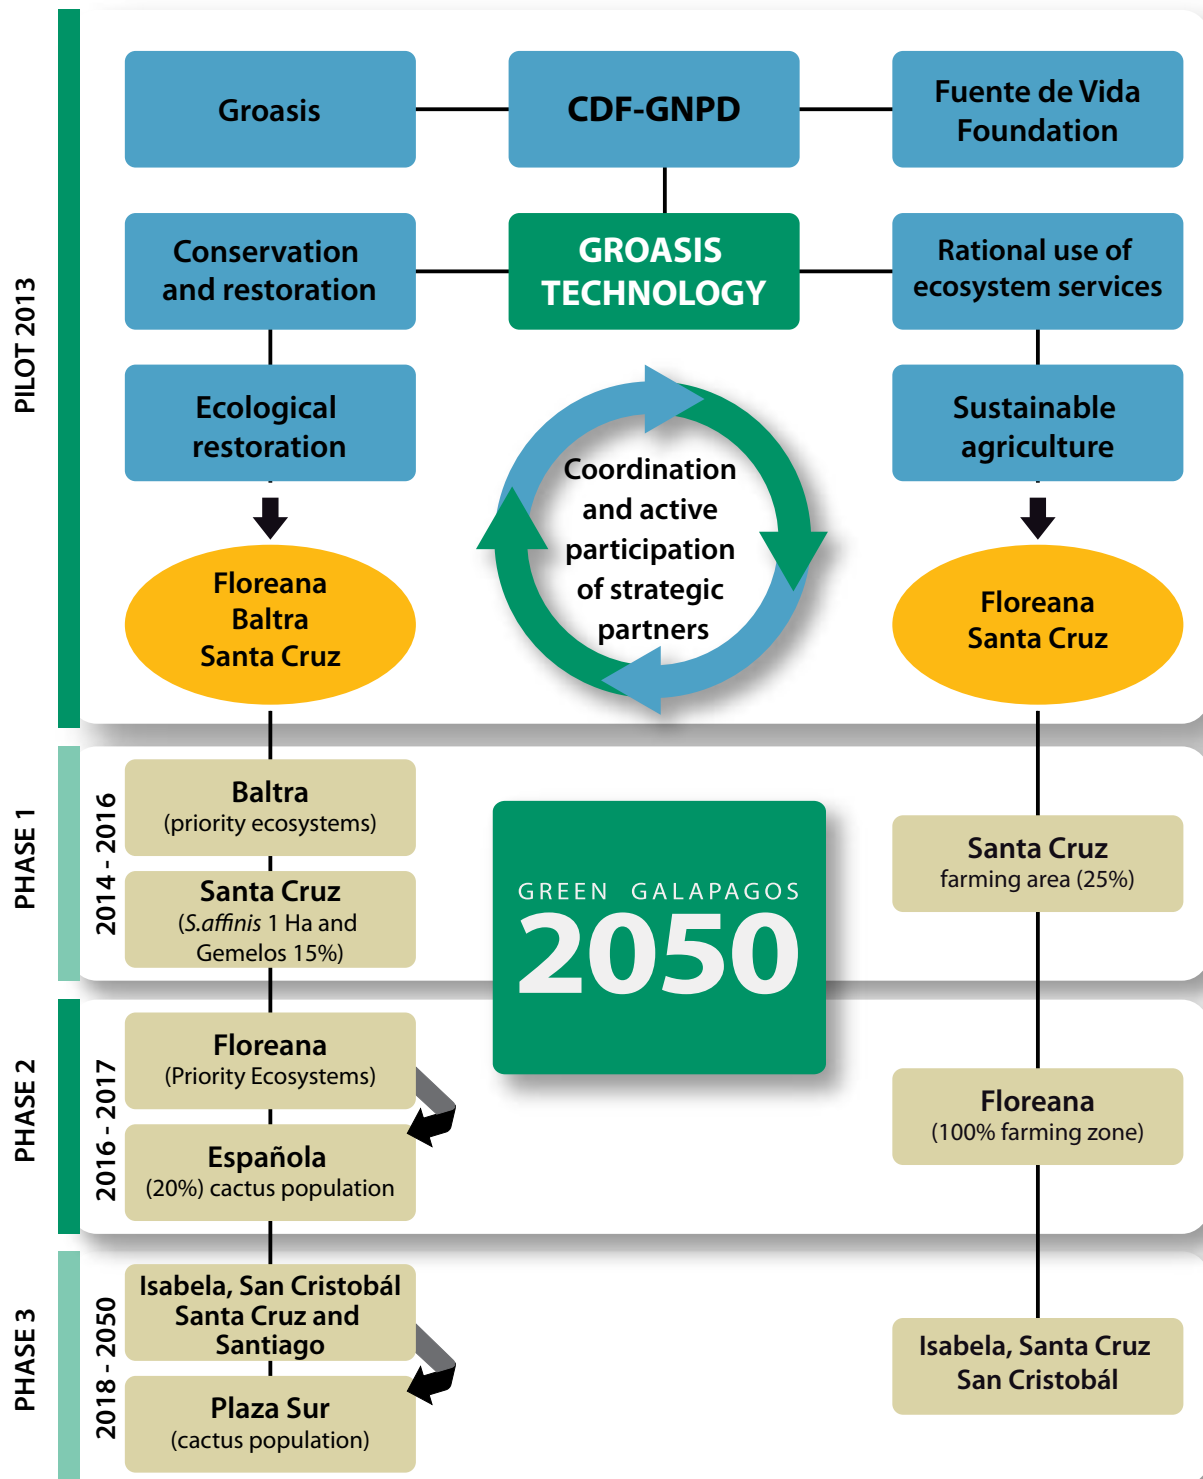 PILOT 2013
Groasis
CDF-GNPD
Fuente de Vida
Foundation
Conservation
and restoration
GROASIS
TECHNOLOGY
Rational use of
ecosystem services
Ecological
restoration
Sustainable
agriculture
Coordination
and active
participation
of strategic
partners
Floreana
Baltra
Santa Cruz
Floreana
Santa Cruz
PHASE 1
2014 - 2016
Baltra
(priority ecosystems)
Santa Cruz
(S.affinis 1 Ha and
Gemelos 15%)
GREEN GALAPAGOS
2050
Santa Cruz
farming area (25%)
PHASE 2
2016 - 2017
Floreana
(Priority Ecosystems)
Española
(20%) cactus population
Floreana
(100% farming zone)
PHASE 3
2018 - 2050
Isabela, San Cristobál
Santa Cruz and
Santiago
Plaza Sur
(cactus population)
Isabela, Santa Cruz
San Cristobál